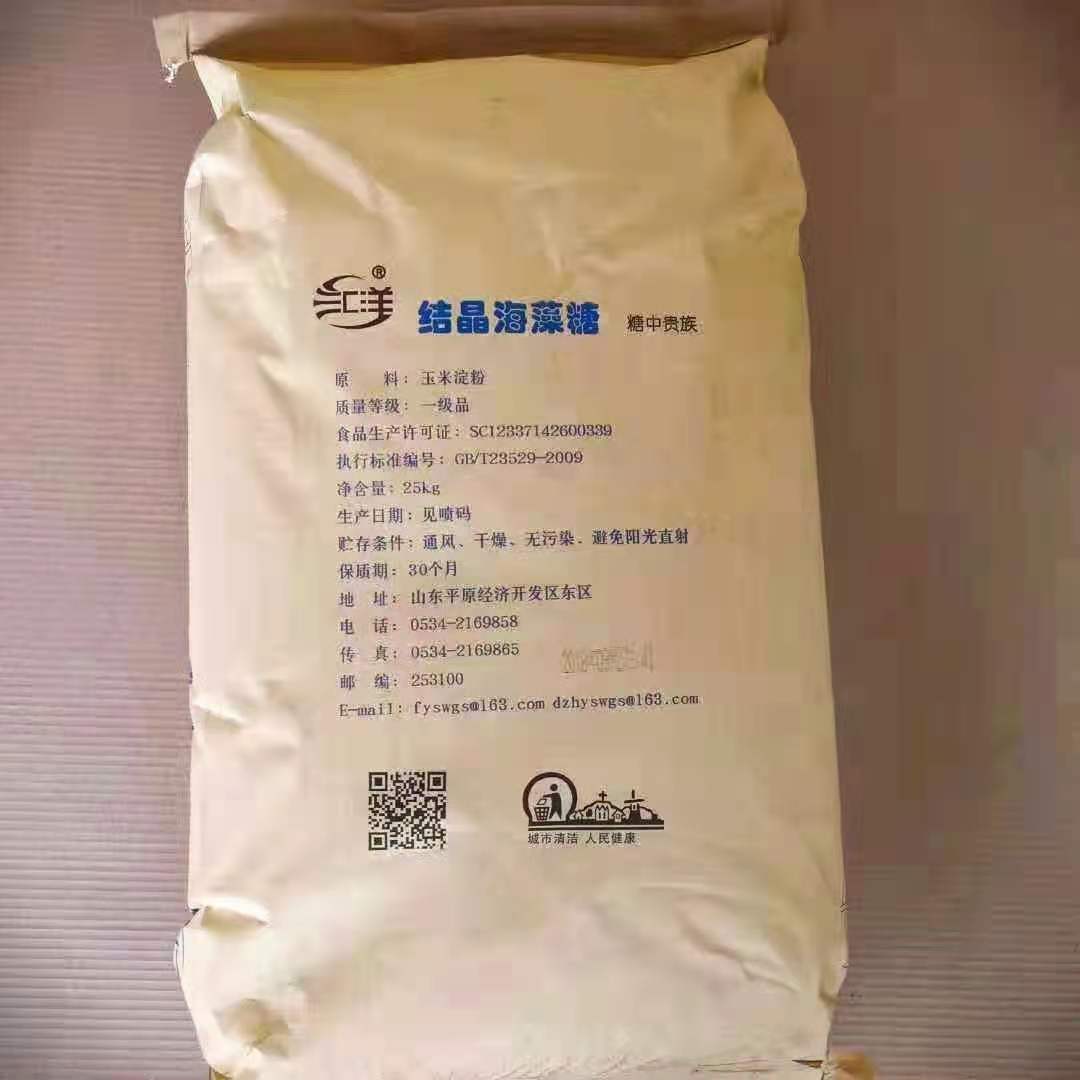 汇洋®
结晶海藻糖 糖中贵族
原 料：玉米淀粉
质量等级：一级品
食品生产许可证：SC12337142600339
执行标准编号：GB/T23529-2009
净含量：25kg
生产日期：见喷码
贮存条件：通风、干燥、无污染、避免阳光直射
保质期：30个月
地 址：山东平原经济开发区东区
电 话：0534-2169858
传 真：0534-2169865
邮 编：253100
E-mail：fyswgs@163.com dzhyswgs@163.com
城市清洁 人民健康